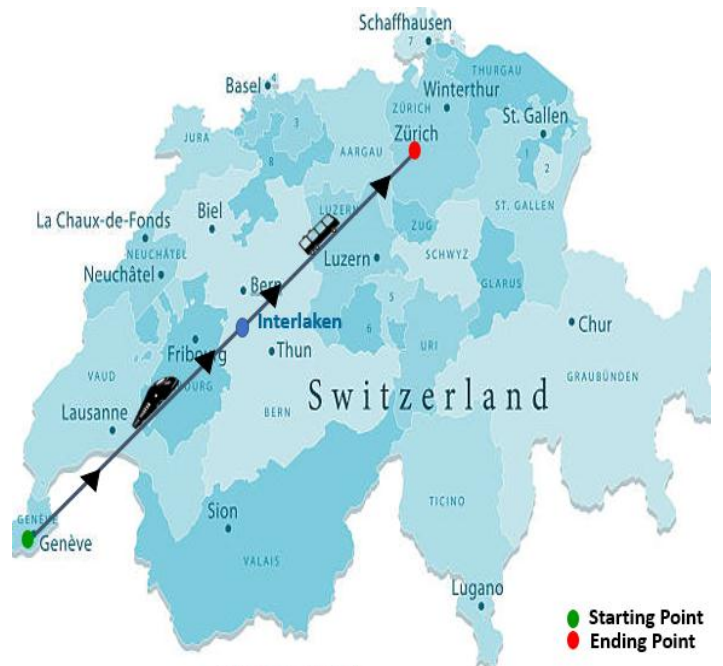 Schaffhausen
7
THURGAU
Basel
4
Winterthur
ZÜRICH
St. Gallen
3
Zürich
JURA
AARGAU
1
2
8
ST. GALLEN
LUZERN
Biel
ZUG
La Chaux-de-Fonds
NEUCHÂTEL
Luzern
SCHWYZ
Neuchâtel
Bern
GLARUS
5
Interlaken
Chur
6
Fribourg
Thun
URI
VAUD
GRAUBÜNDEN
BOURG
Switzerland
Lausanne
BERN
TICINO
Sion
GENÈVE
Genève
VALAIS
Lugano
Starting Point
Ending Point